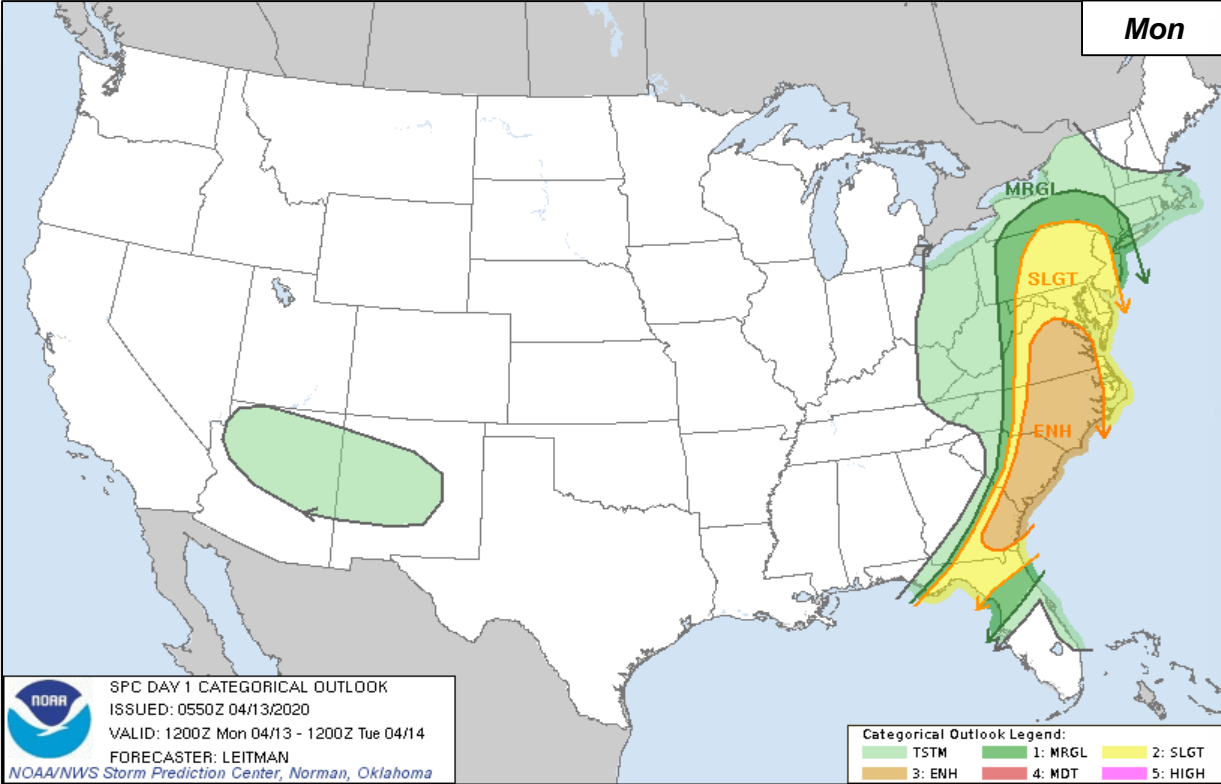 Mon
MRGL
SLGT
ENH
NOAA
SPC DAY 1 CATEGORICAL OUTLOOK
ISSUED: 0550Z 04/13/2020
VALID: 1200Z Mon 04/13 - 1200Z Tue 04/14
FORECASTER: LEITMAN
NOAA/NWS Storm Prediction Center, Norman, Oklahoma
Categorical Outlook Legend:
TSTM 1: MRGL 2: SLGT
3: ENH 4: MDT 5: HIGH